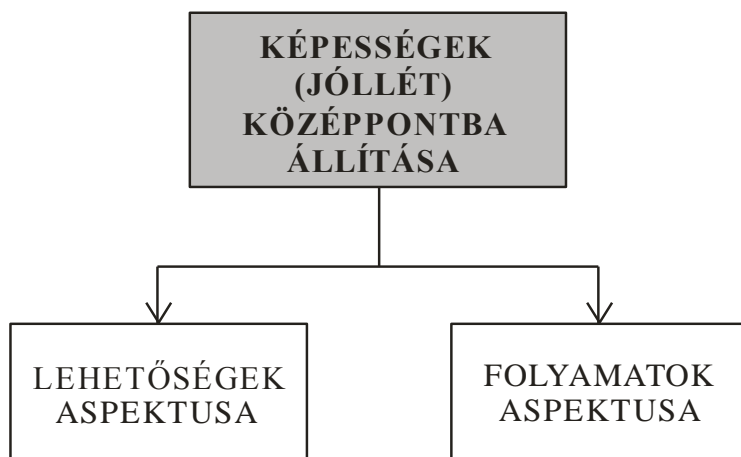 KÉPESSÉGEK
(JÓLLÉT)
KÖZÉPPONTBA
ÁLLÍTÁSA
LEHETŐSÉGEK
ASPEKTUSA
FOLYAMATOK
ASPEKTUSA